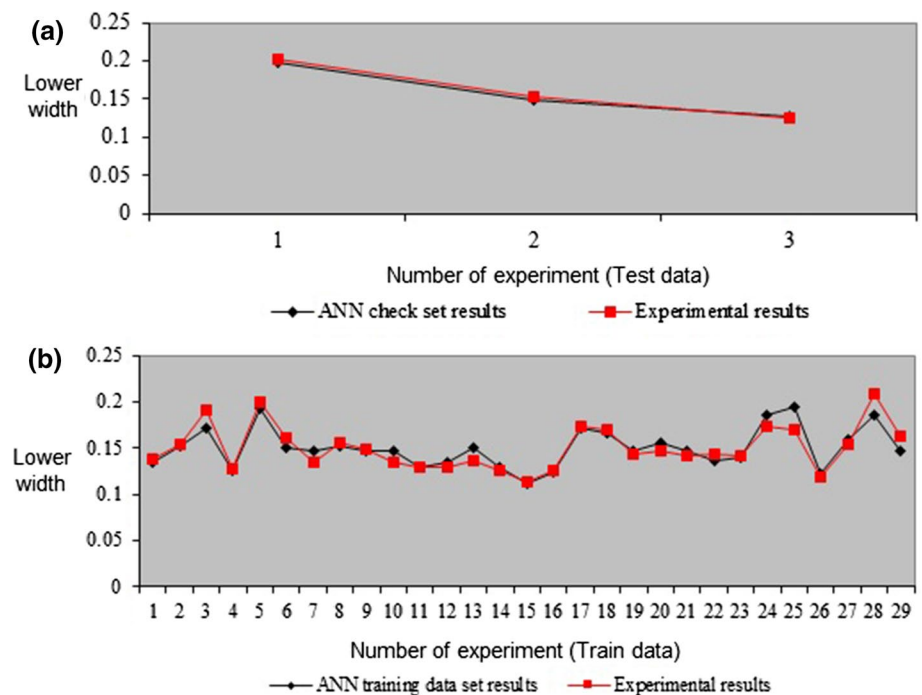 (a)
0.25
0.2
0.15
0.1
0.05
0
Lower
width
1 2 3
Number of experiment (Test data)
ANN check set results Experimental results
(b)
0.25
0.2
0.15
0.1
0.05
0
Lower
width
1 2 3 4 5 6 7 8 9 10 11 12 13 14 15 16 17 18 19 20 21 22 23 24 25 26 27 28 29
Number of experiment (Train data)
ANN training data set results Experimental results